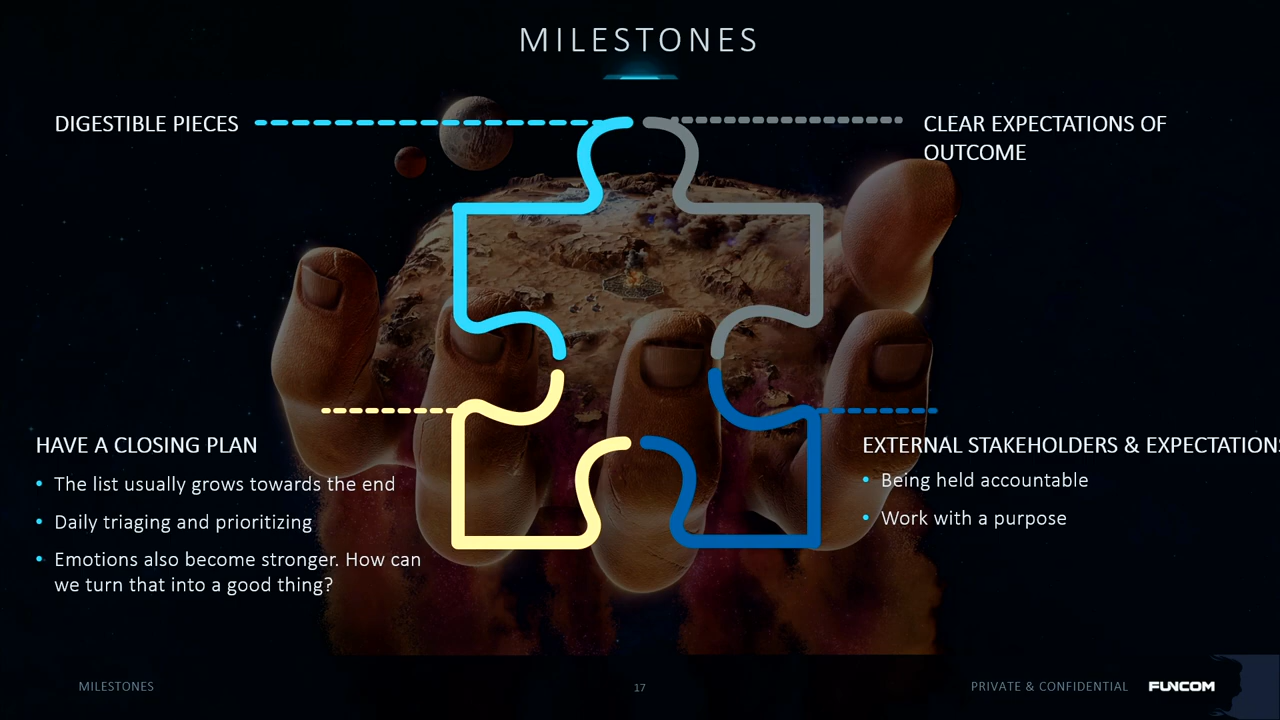 MILESTONES
DIGESTIBLE PIECES
CLEAR EXPECTATIONS OF
OUTCOME
HAVE A CLOSING PLAN
• The list usually grows towards the end
• Daily triaging and prioritizing
• Emotions also become stronger. How can
we turn that into a good thing?
EXTERNAL STAKEHOLDERS & EXPECTATIONS
• Being held accountable
• Work with a purpose
MILESTONES
17
PRIVATE & CONFIDENTIAL
FUNCOM